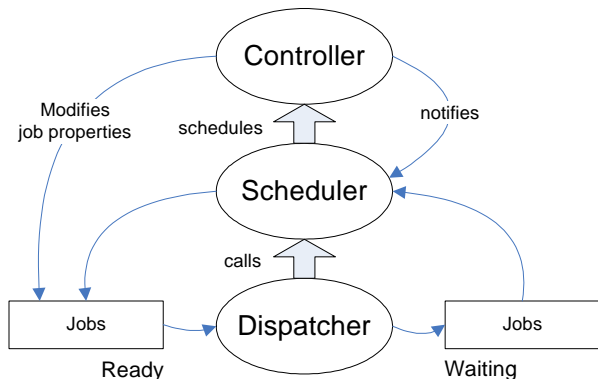 Controller
Modifies
job properties
schedules
notifies
Scheduler
calls
Jobs
Dispatcher
Jobs
Ready
Waiting